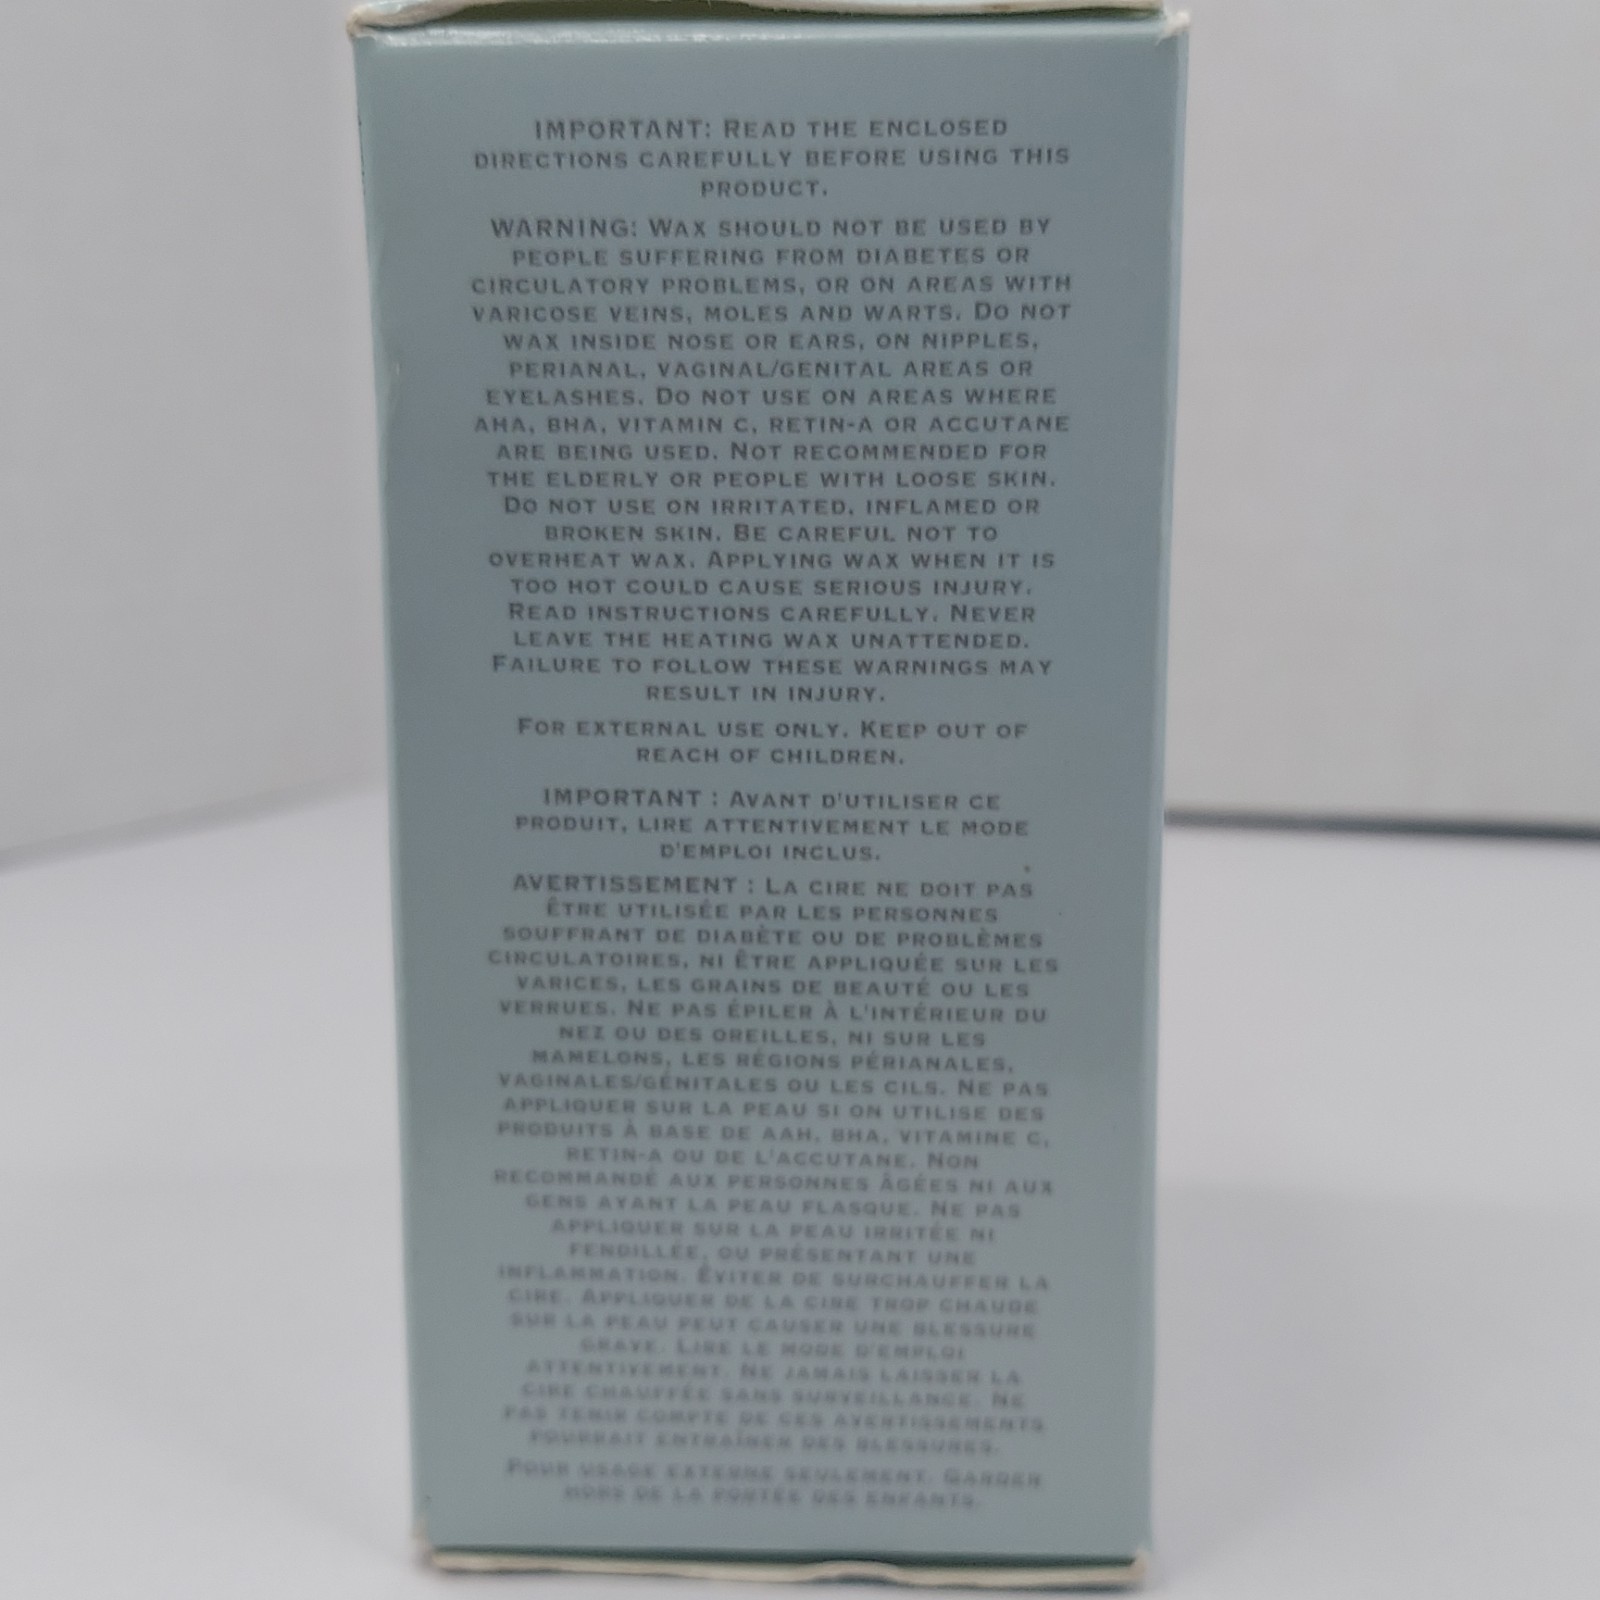 IMPORTANT: READ THE ENCLOSED
DIRECTIONS CAREFULLY BEFORE USING THIS
PRODUCT.
WARNING: WAX SHOULD NOT BE USED BY
PEOPLE SUFFERING FROM DIABETES OR
CIRCULATORY PROBLEMS, OR ON AREAS WITH
VARICOSE VEINS, MOLES AND WARTS. DO NOT
WAX INSIDE NOSE OR EARS, ON NIPPLES,
PERIANAL, VAGINAL/GENITAL AREAS OR
EYELASHES. DO NOT USE ON AREAS WHERE
AHA, BHA, VITAMIN C, RETIN-A OR ACCUTANE
ARE BEING USED. NOT RECOMMENDED FOR
THE ELDERLY OR PEOPLE WITH LOOSE SKIN.
DO NOT USE ON IRRITATED, INFLAMED OR
BROKEN SKIN. BE CAREFUL NOT TO
OVERHEAT WAX. APPLYING WAX WHEN IT IS
TOO HOT COULD CAUSE SERIOUS INJURY.
READ INSTRUCTIONS CAREFULLY. NEVER
LEAVE THE HEATING WAX UNATTENDED.
FAILURE TO FOLLOW THESE WARNINGS MAY
RESULT IN INJURY.
FOR EXTERNAL USE ONLY. KEEP OUT OF
REACH OF CHILDREN.
IMPORTANT : AVANT D'UTILISER CE
PRODUIT, LIRE ATTENTIVEMENT LE MODE
D'EMPLOI INCLUS.
AVERTISSEMENT : LA CIRE NE DOIT PAS
ÊTRE UTILISÉE PAR LES PERSONNES
SOUFFRANT DE DIABÈTE OU DE PROBLÈMES
CIRCULATOIRES, NI ÊTRE APPLIQUÉE SUR LES
VARICES, LES GRAINS DE BEAUTÉ OU LES
VERRUES. NE PAS ÉPILER À L'INTÉRIEUR DU
NEZ OU DES OREILLES, NI SUR LES
MAMELONS, LES RÉGIONS PÉRIANALES,
VAGINALES/GÉNITALES OU LES CILS. NE PAS
APPLIQUER SUR LA PEAU SI ON UTILISE DES
PRODUITS À BASE DE AAH, BHA, VITAMINE C,
RETIN-A OU DE L'ACCUTANE. NON
RECOMMANDÉ AUX PERSONNES ÂGÉES NI AUX
GENS AYANT LA PEAU FLASQUE. NE PAS
APPLIQUER SUR LA PEAU IRRITÉE NI
FENDILLÉE, OU PRÉSENTANT UNE
INFLAMMATION. ÉVITER DE SURCHAUFFER LA
CIRE. APPLIQUER DE LA CIRE TROP CHAUDE
SUR LA PEAU PEUT CAUSER UNE BLESSURE
GRAVE. LIRE LE MODE D'EMPLOI
ATTENTIVEMENT. NE JAMAIS LAISSER LA
CIRE CHAUFFÉE SANS SURVEILLANCE. NE
PAS TENIR COMPTE DE CES AVERTISSEMENTS
POURRAIT ENTRAÎNER DES BLESSURES.
POUR USAGE EXTERNE SEULEMENT. GARDER
HORS DE LA PORTÉE DES ENFANTS.